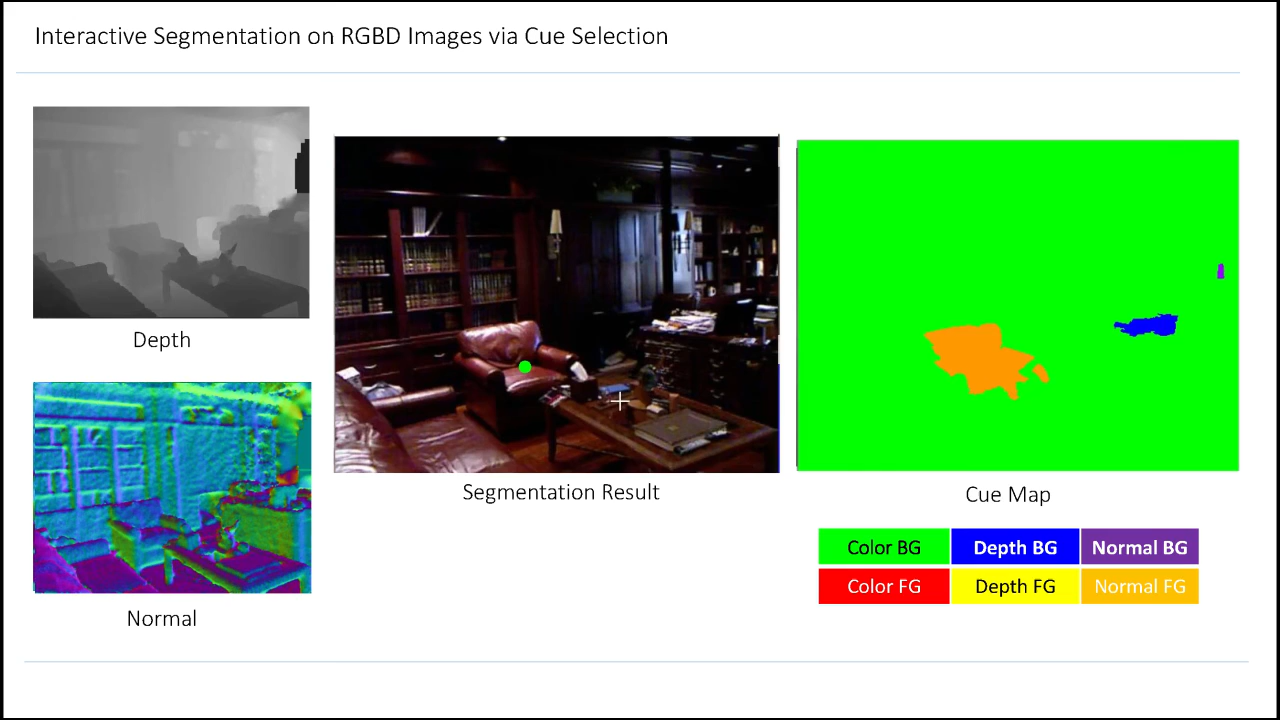 Interactive Segmentation on RGBD Images via Cue Selection
Depth
Normal
Segmentation Result
Cue Map
Color BG Depth BG Normal BG
Color FG Depth FG Normal FG